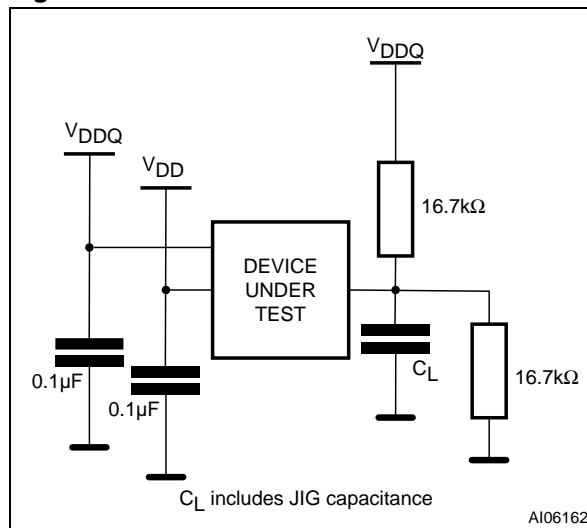 VDDQ
VDDQ
VDD
16.7kΩ
DEVICE
UNDER
TEST
0.1µF
0.1µF
CL
16.7kΩ
CL includes JIG capacitance
AI06162